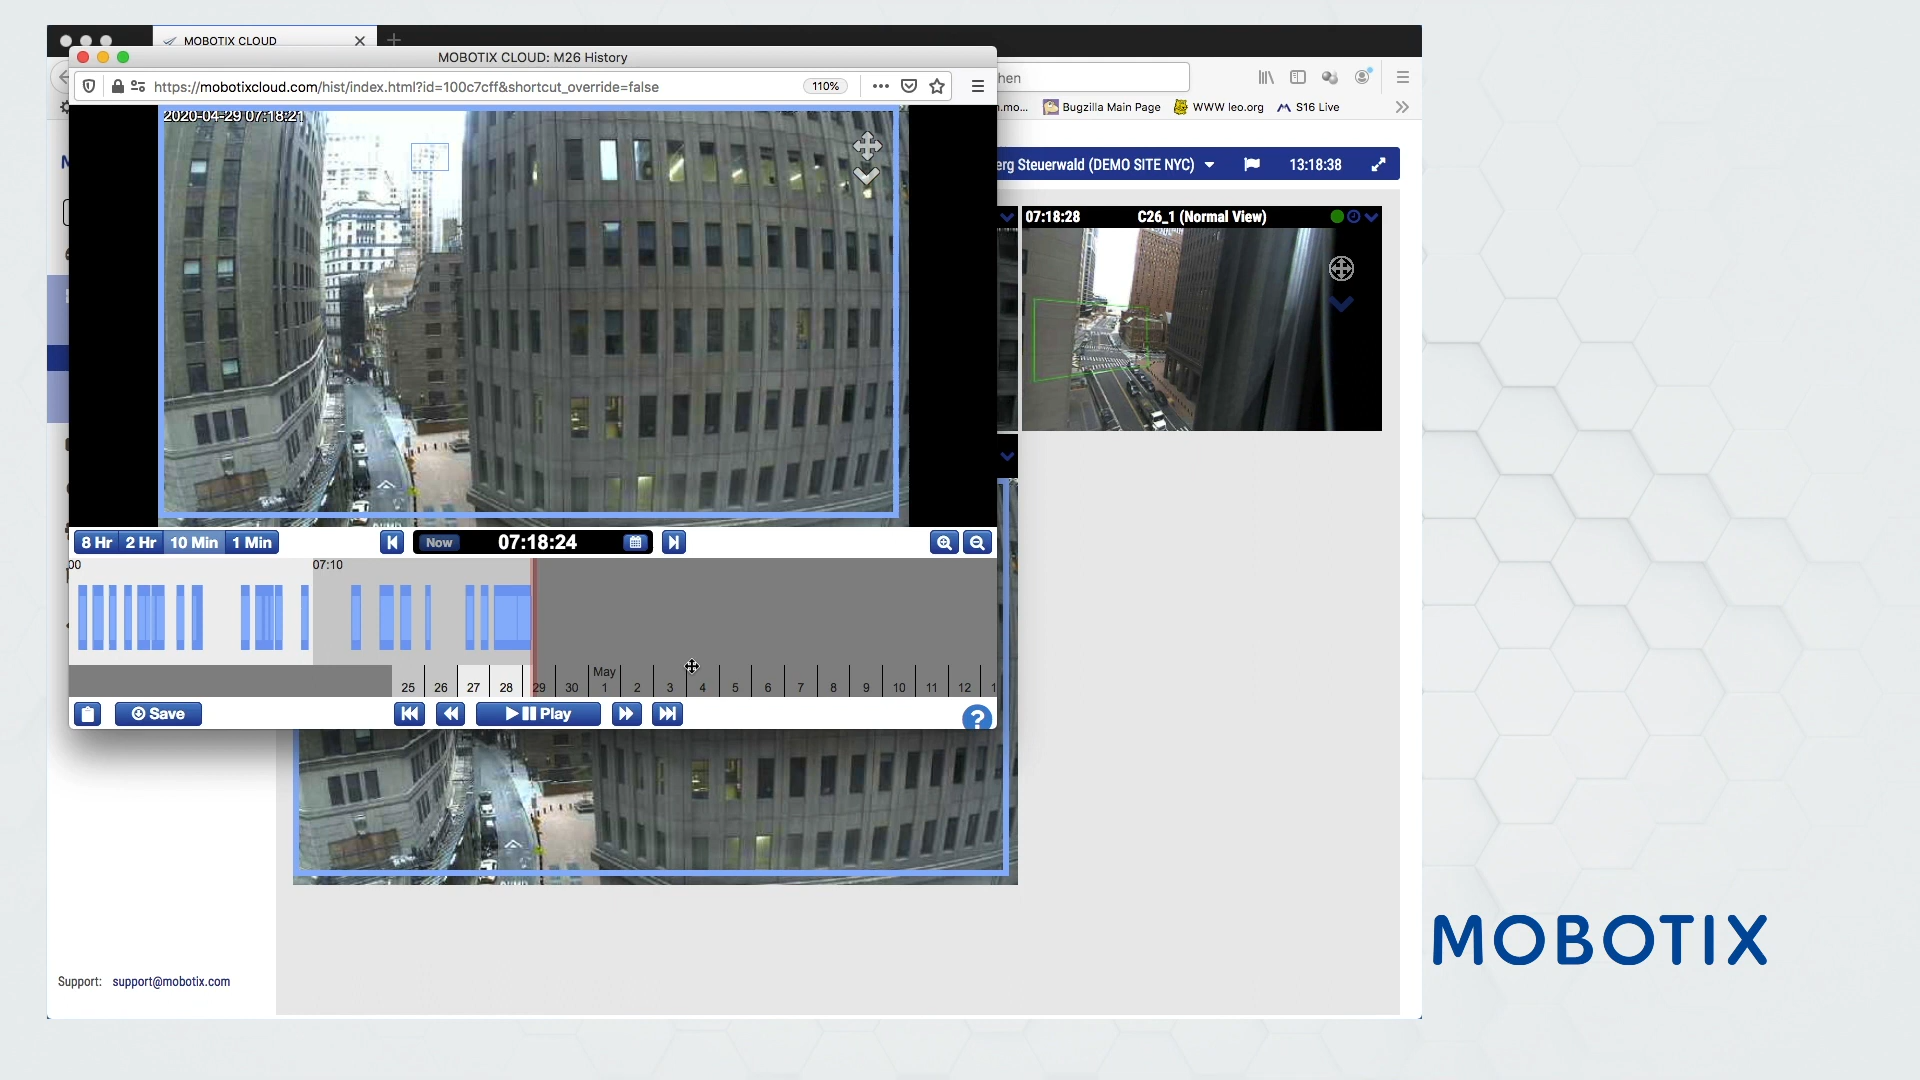 MOBOTIX CLOUD
MOBOTIX CLOUD: M26 History
https://mobotixcloud.com/hist/index.html?id=100c7cff&shortcut_override=false
110%
hen
.mo...
Bugzilla Main Page
WWW leo.org
S16 Live
2020-04-29 07:18:21
erg Steuerwald (DEMO SITE NYC)
13:18:38
07:18:28
C26_1 (Normal View)
8 Hr
2 Hr
10 Min
1 Min
Now
07:18:24
00
07:10
May
25 26 27 28 29 30 1 2 3 4 5 6 7 8 9 10 11 12 1
Save
Play
?
Support: support@mobotix.com
MOBOTIX